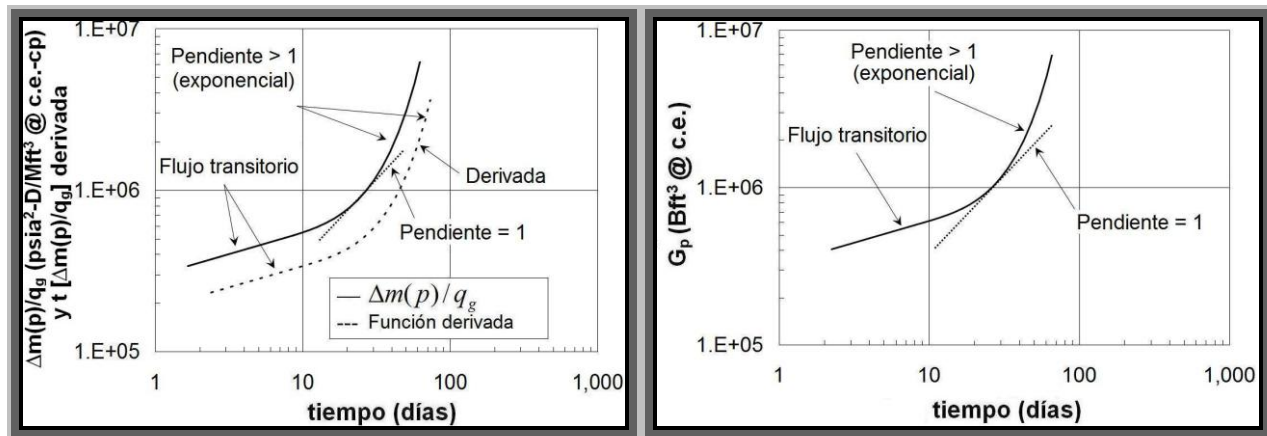 Δm(p)/q_g (psia²-D/Mft³ @ c.e.-cp)
y t [Δm(p)/q_g] derivada
1.E+07
1.E+06
1.E+05
Pendiente > 1
(exponencial)
Flujo transitorio
Derivada
Pendiente = 1
Δm(p)/q_g
Función derivada
1
10
100
1,000
tiempo (días)
G_p (Bft³ @ c.e.)
1.E+07
1.E+06
1.E+05
Pendiente > 1
(exponencial)
Flujo transitorio
Pendiente = 1
1
10
100
1,000
tiempo (días)